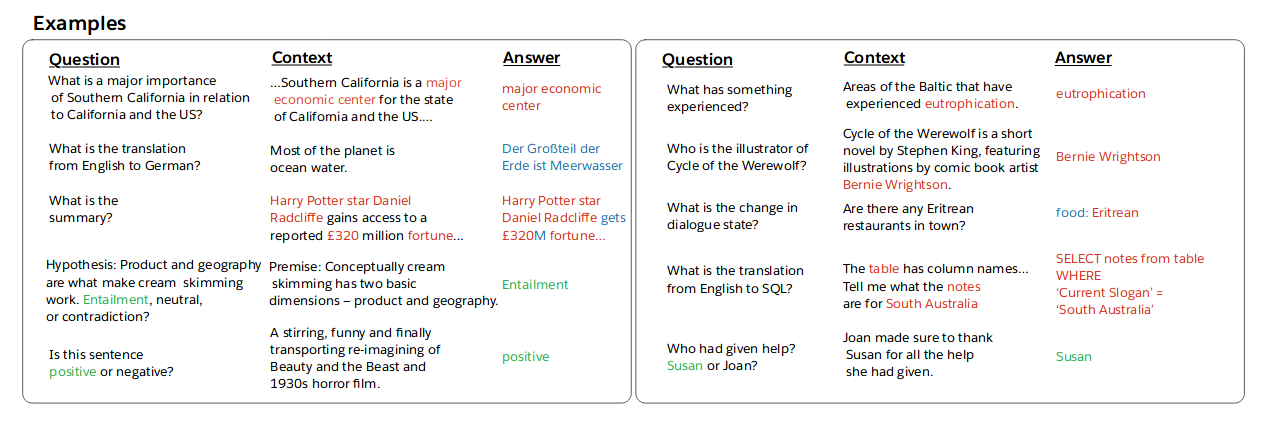 Examples
Question
Context
Answer
What is a major importance
of Southern California in relation
to California and the US?
...Southern California is a major
economic center for the state
of California and the US....
major economic
center
What is the translation
from English to German?
Most of the planet is
ocean water.
Der Großteil der
Erde ist Meerwasser
What is the
summary?
Harry Potter star Daniel
Radcliffe gains access to a
reported £320 million fortune...
Harry Potter star
Daniel Radcliffe gets
£320M fortune...
Hypothesis: Product and geography
are what make cream skimming
work. Entailment, neutral,
or contradiction?
Premise: Conceptually cream
skimming has two basic
dimensions – product and geography.
Entailment
Is this sentence
positive or negative?
A stirring, funny and finally
transporting re-imagining of
Beauty and the Beast and
1930s horror film.
positive
Question
Context
Answer
What has something
experienced?
Areas of the Baltic that have
experienced eutrophication.
eutrophication
Who is the illustrator of
Cycle of the Werewolf?
Cycle of the Werewolf is a short
novel by Stephen King, featuring
illustrations by comic book artist
Bernie Wrightson.
Bernie Wrightson
What is the change in
dialogue state?
Are there any Eritrean
restaurants in town?
food: Eritrean
What is the translation
from English to SQL?
The table has column names...
Tell me what the notes
are for South Australia
SELECT notes from table
WHERE
‘Current Slogan’ =
‘South Australia’
Who had given help?
Susan or Joan?
Joan made sure to thank
Susan for all the help
she had given.
Susan